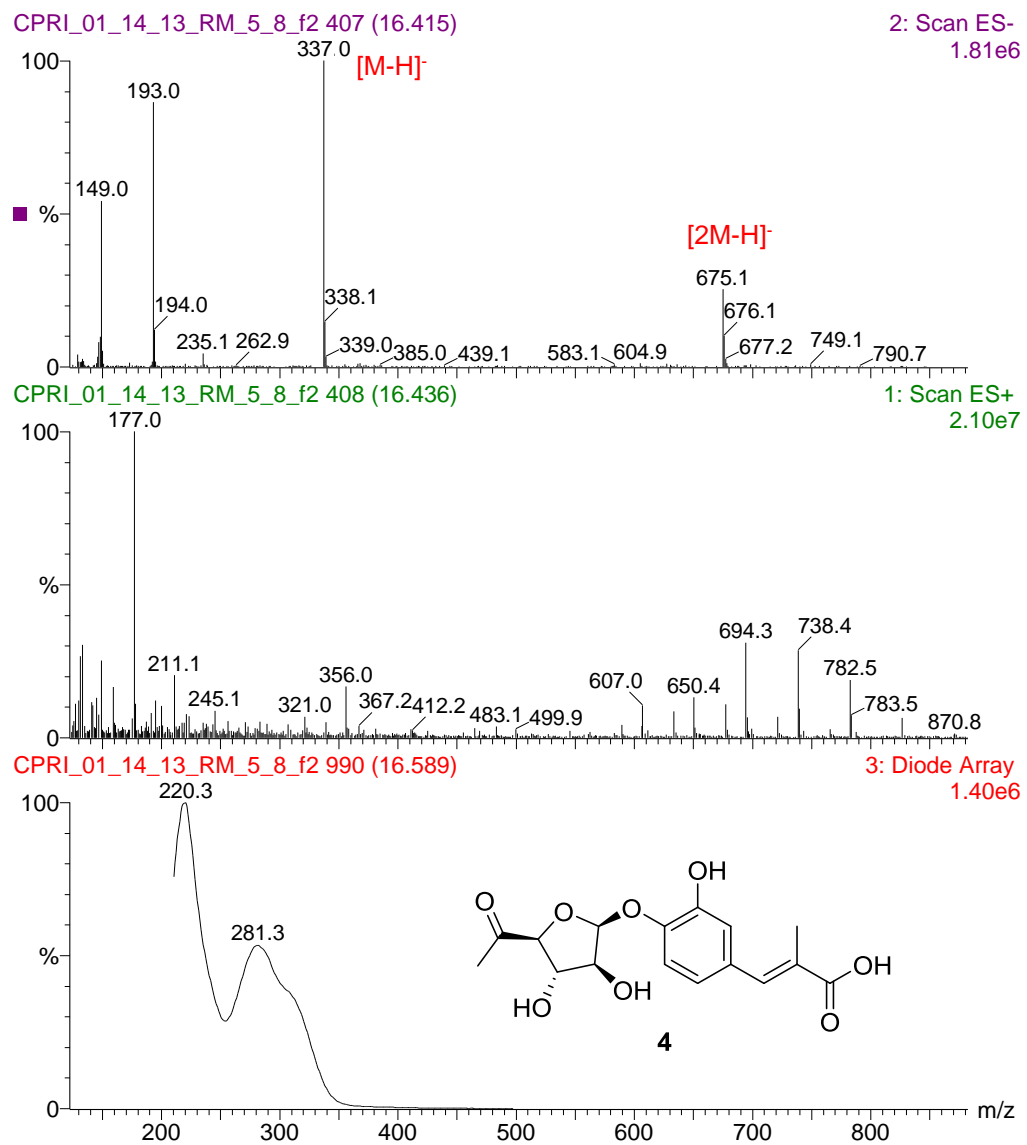 CPRI_01_14_13_RM_5_8_f2 407 (16.415)
2: Scan ES-
1.81e6
100
%
0
337.0
[M-H]-
193.0
149.0
194.0
235.1
262.9
338.1
339.0
385.0
439.1
583.1
604.9
[2M-H]-
675.1
676.1
677.2
749.1
790.7
CPRI_01_14_13_RM_5_8_f2 408 (16.436)
1: Scan ES+
2.10e7
100
%
0
177.0
211.1
245.1
321.0
356.0
367.2
412.2
483.1
499.9
607.0
650.4
694.3
738.4
782.5
783.5
870.8
CPRI_01_14_13_RM_5_8_f2 990 (16.589)
3: Diode Array
1.40e6
100
%
0
220.3
281.3
OH
O
O
O
HO
OH
OH
O
4
m/z
200
300
400
500
600
700
800